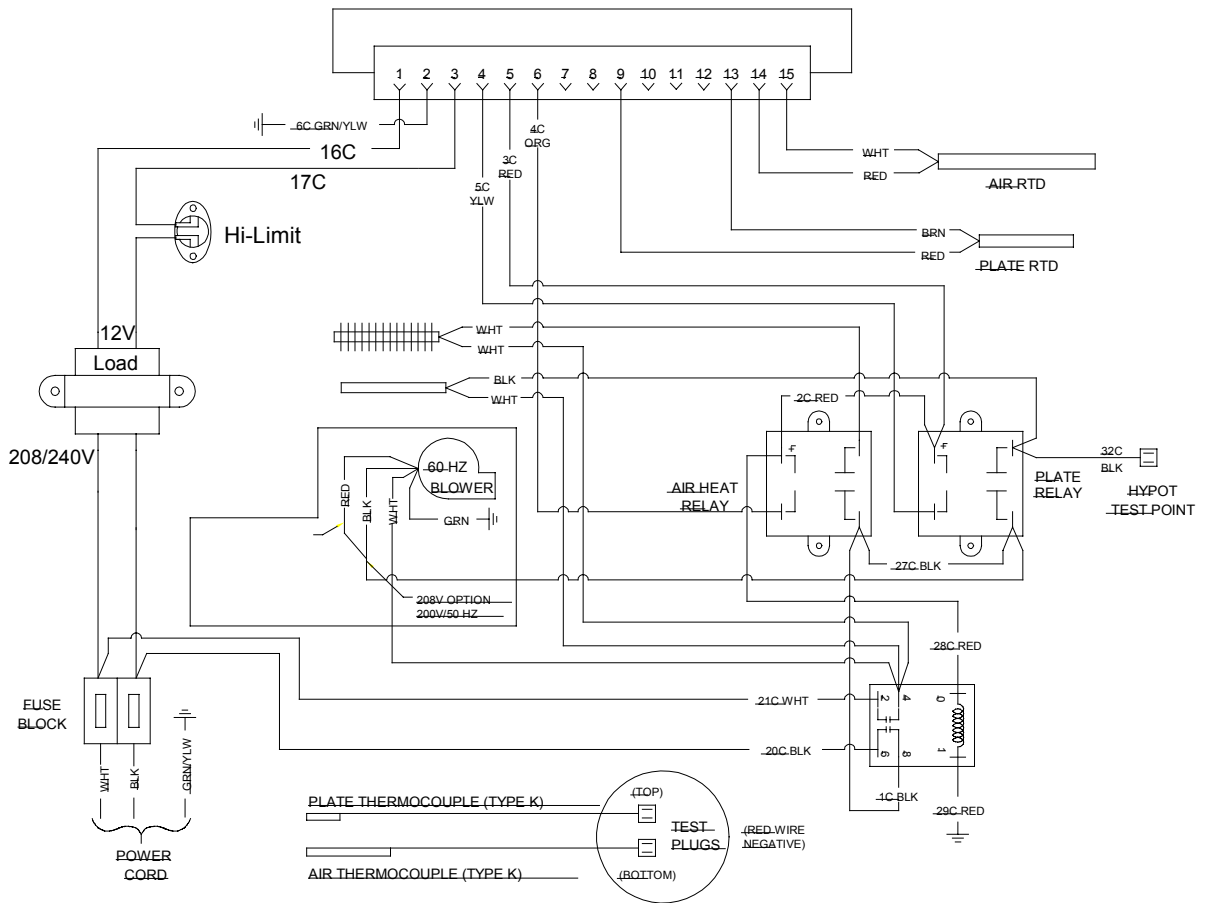 1 2 3 4 5 6 7 8 9 10 11 12 13 14 15
6C GRN/YLW
4C
ORG
16C
3C
RED
17C
5C
YLW
WHT
RED
AIR RTD
BRN
RED
PLATE RTD
Hi-Limit
12V
Load
208/240V
WHT
WHT
BLK
WHT
2C RED
+
+
AIR HEAT
RELAY
PLATE
RELAY
32C
BLK
HYPOT
TEST POINT
60 HZ
BLOWER
RED
BLK
WHT
GRN
27C BLK
208V OPTION
200V/50 HZ
28C RED
FUSE
BLOCK
21C WHT
2 4 0
20C BLK
6 8 1
1C BLK
29C RED
WHT
BLK
GRN/YLW
POWER
CORD
PLATE THERMOCOUPLE (TYPE K)
(TOP)
TEST
PLUGS
(RED WIRE
NEGATIVE)
AIR THERMOCOUPLE (TYPE K)
(BOTTOM)